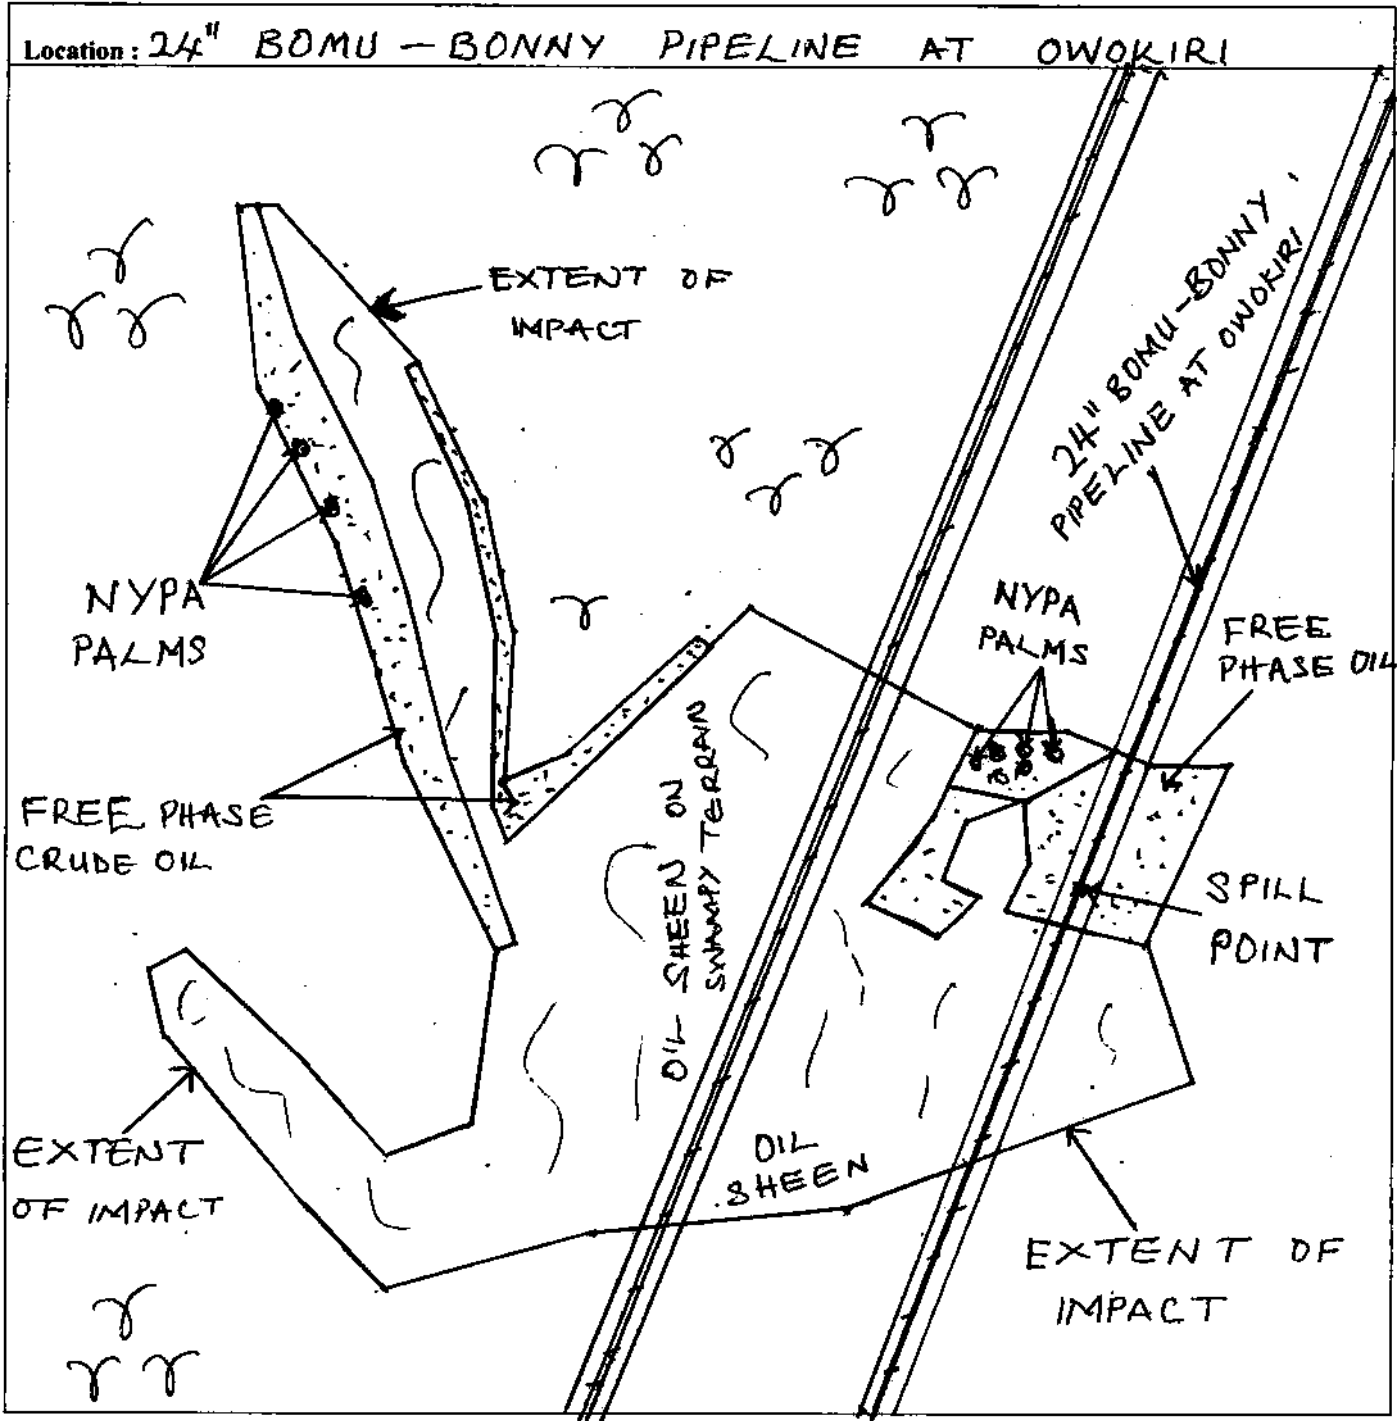 Location : 24" BOMU – BONNY PIPELINE AT OWOKIRI
EXTENT OF
IMPACT
24" BOMU – BONNY
PIPELINE AT OWOKIRI
NYPA
PALMS
NYPA
PALMS
FREE
PHASE OIL
FREE PHASE
CRUDE OIL
OIL SHEEN ON
SWAMPY TERRAIN
SPILL
POINT
EXTENT
OF IMPACT
OIL
SHEEN
EXTENT OF
IMPACT